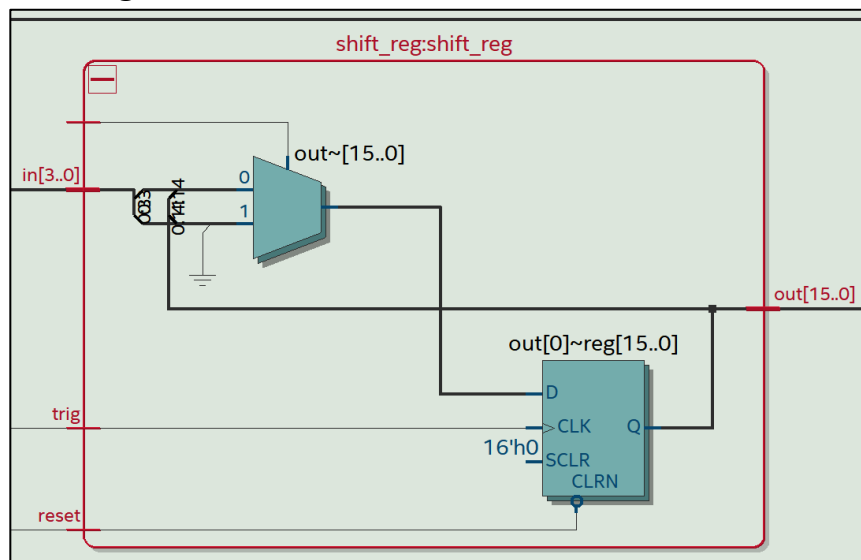 shift_reg:shift_reg
out~[15..0]
in[3..0]
0
1
out[15..0]
out[0]~reg[15..0]
D
trig
CLK
Q
16'h0
SCLR
CLRN
reset